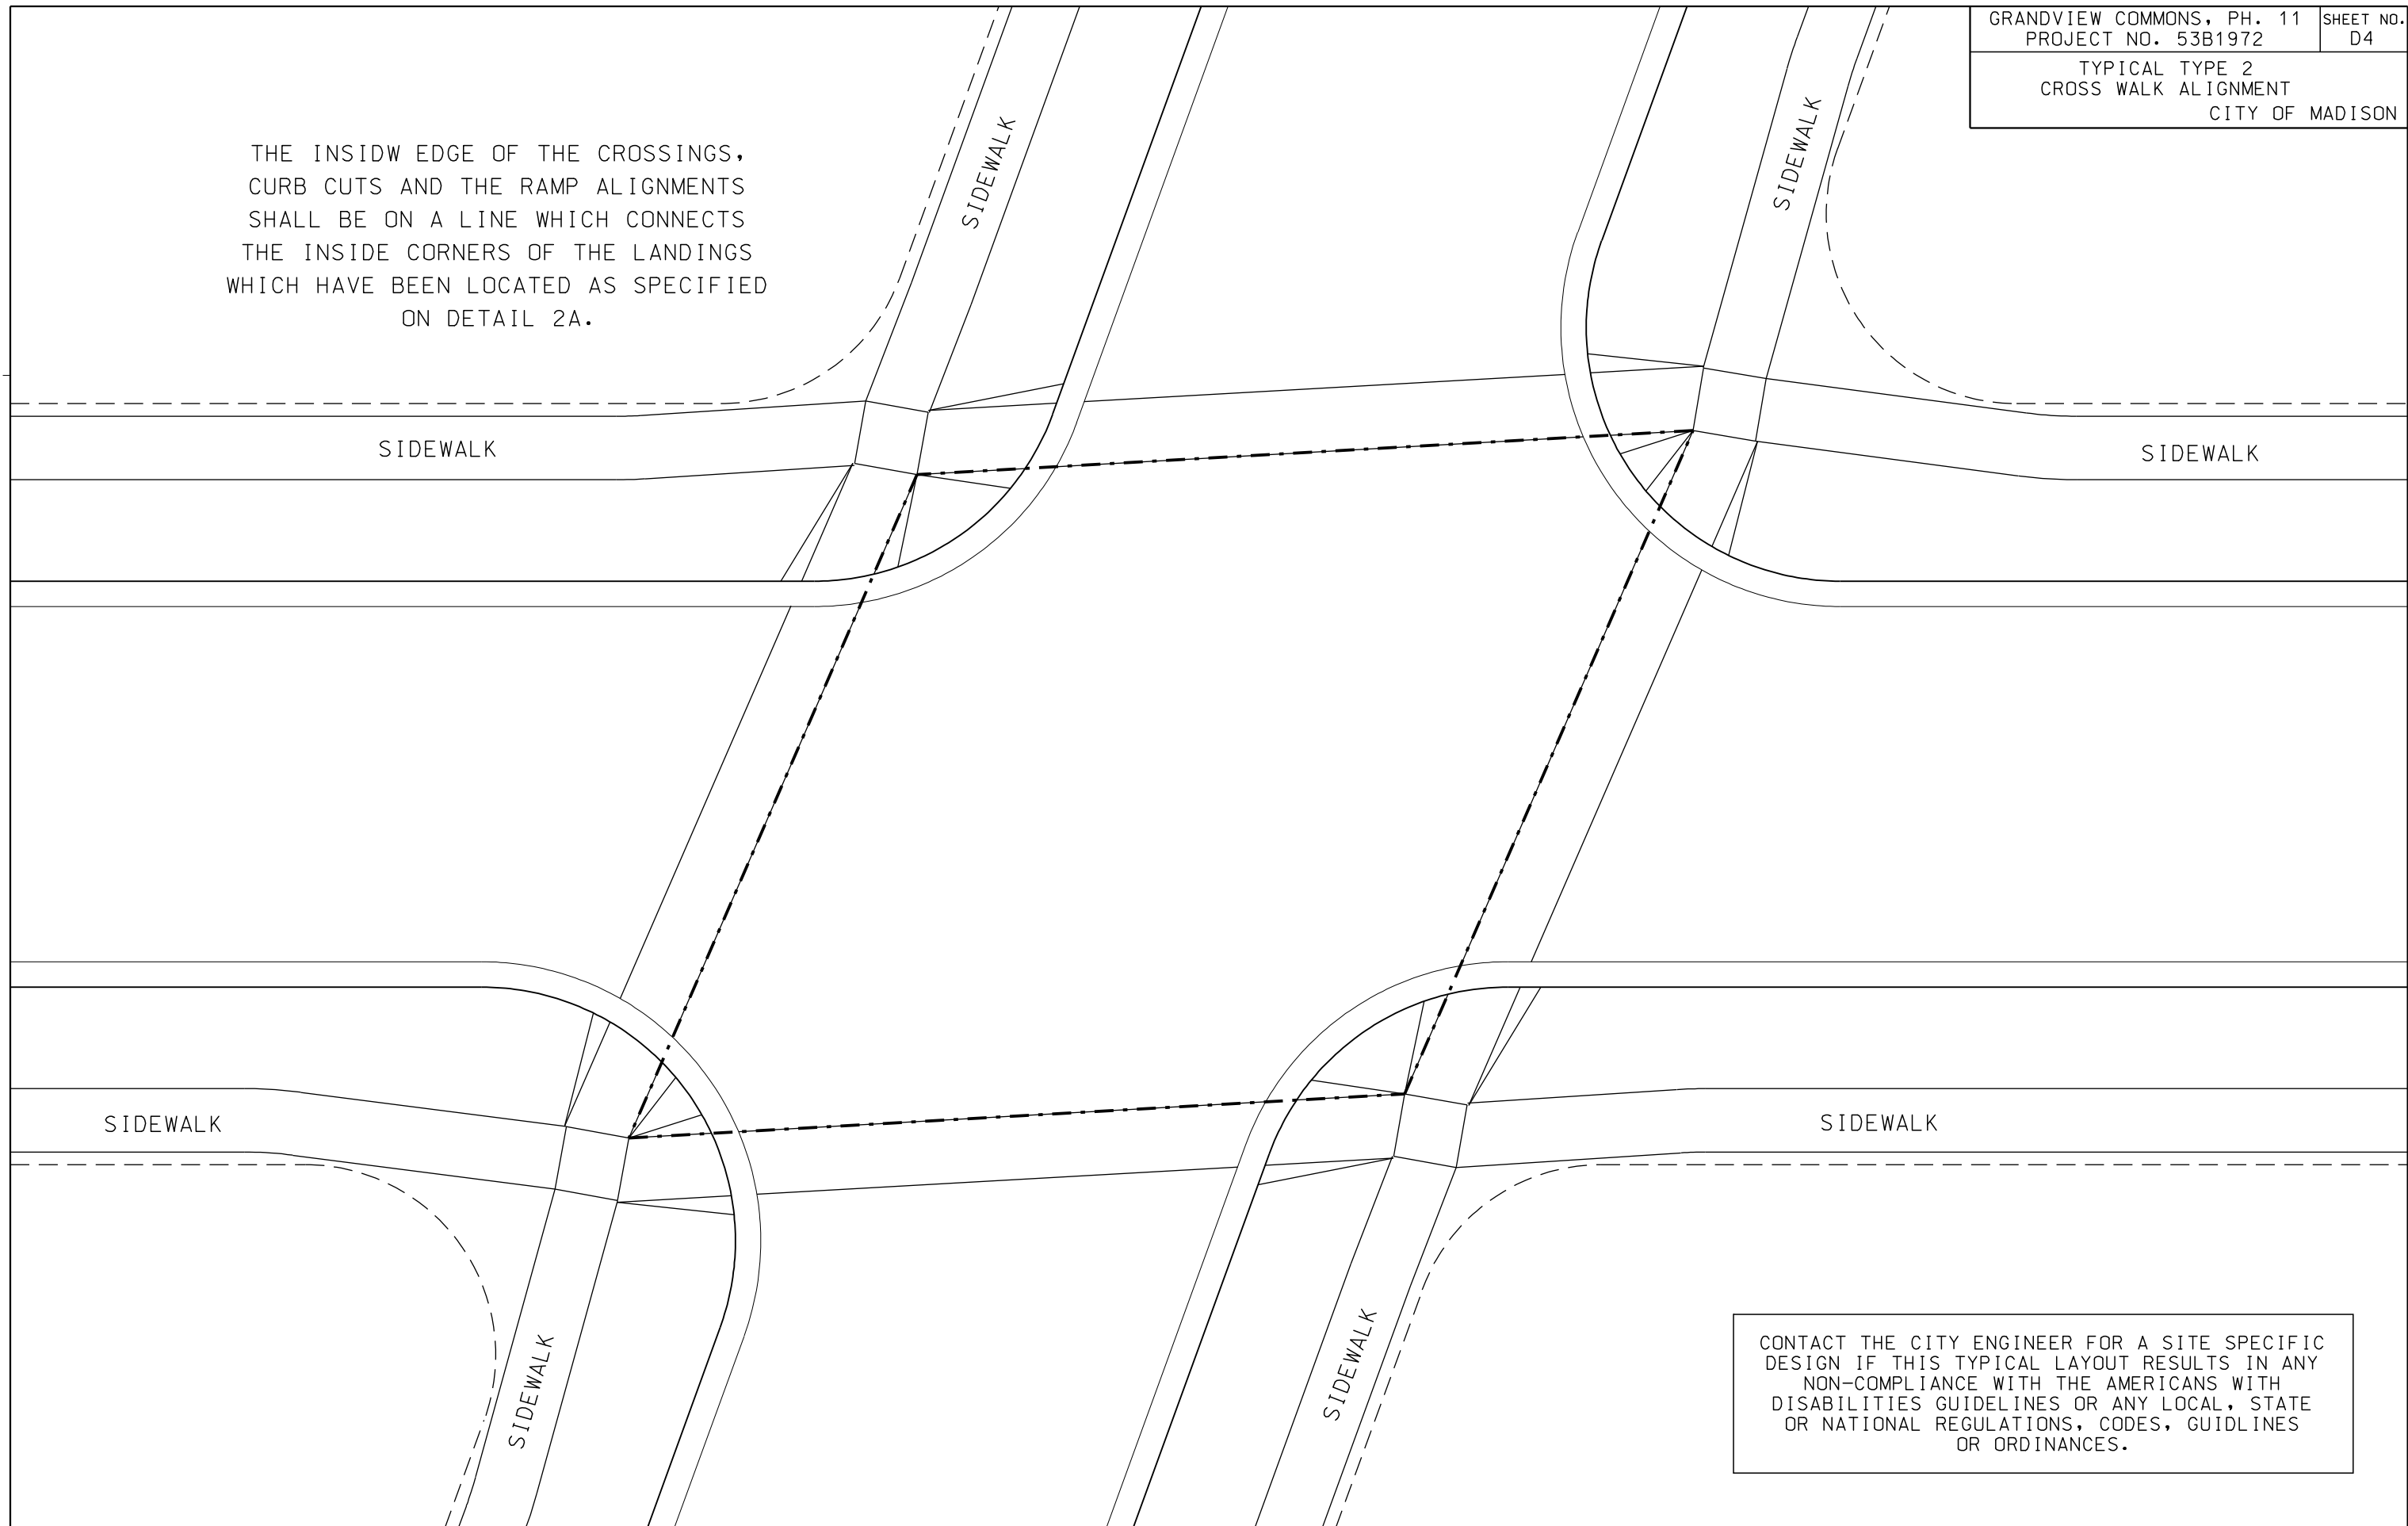 GRANDVIEW COMMONS, PH. 11
PROJECT NO. 53B1972
SHEET NO.
D4
TYPICAL TYPE 2
CROSS WALK ALIGNMENT
CITY OF MADISON
THE INSIDW EDGE OF THE CROSSINGS,
CURB CUTS AND THE RAMP ALIGNMENTS
SHALL BE ON A LINE WHICH CONNECTS
THE INSIDE CORNERS OF THE LANDINGS
WHICH HAVE BEEN LOCATED AS SPECIFIED
ON DETAIL 2A.
SIDEWALK
SIDEWALK
SIDEWALK
SIDEWALK
SIDEWALK
SIDEWALK
SIDEWALK
SIDEWALK
CONTACT THE CITY ENGINEER FOR A SITE SPECIFIC
DESIGN IF THIS TYPICAL LAYOUT RESULTS IN ANY
NON-COMPLIANCE WITH THE AMERICANS WITH
DISABILITIES GUIDELINES OR ANY LOCAL, STATE
OR NATIONAL REGULATIONS, CODES, GUIDLINES
OR ORDINANCES.